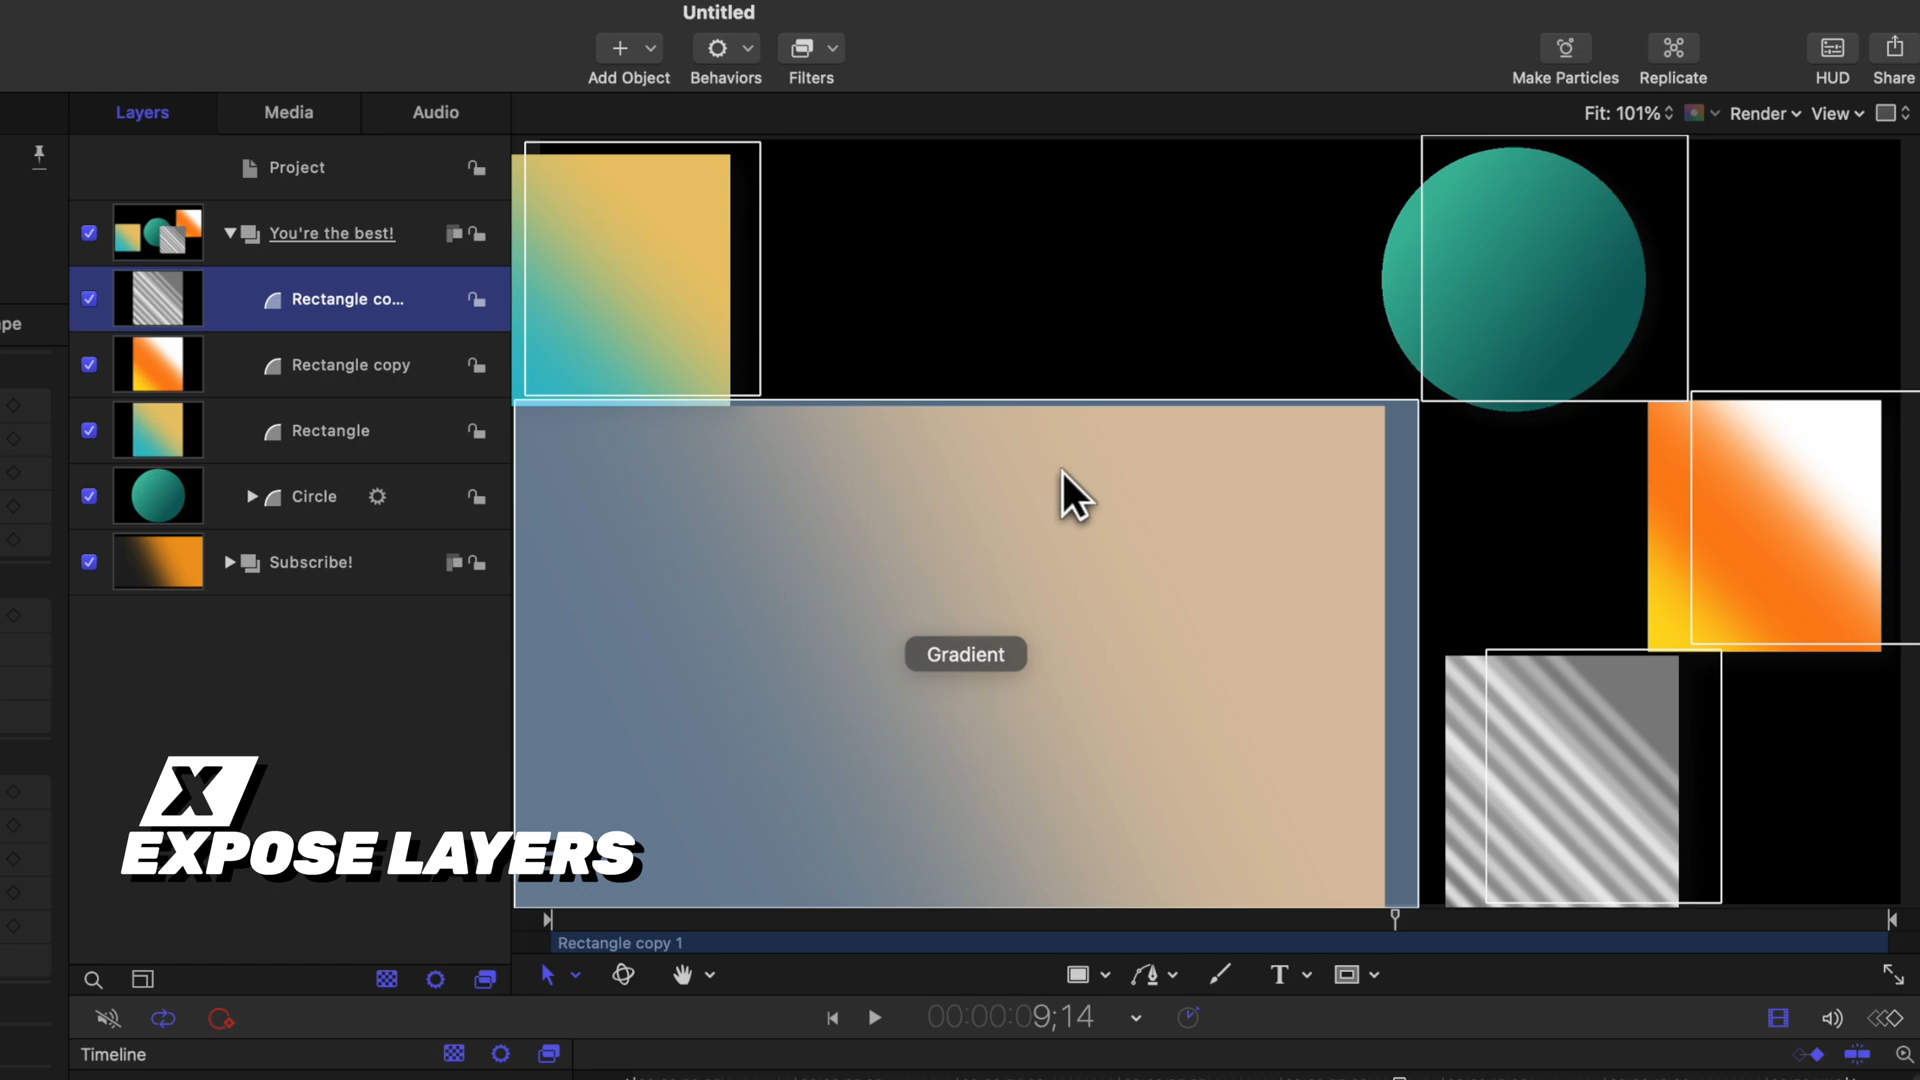 Untitled
Add Object
Behaviors
Filters
Make Particles
Replicate
HUD
Share
Layers
Media
Audio
Fit: 101%
Render
View
Project
You're the best!
Rectangle co...
Rectangle copy
Rectangle
Circle
Subscribe!
pe
Gradient
X
EXPOSE LAYERS
Rectangle copy 1
T
00:00:09;14
Timeline